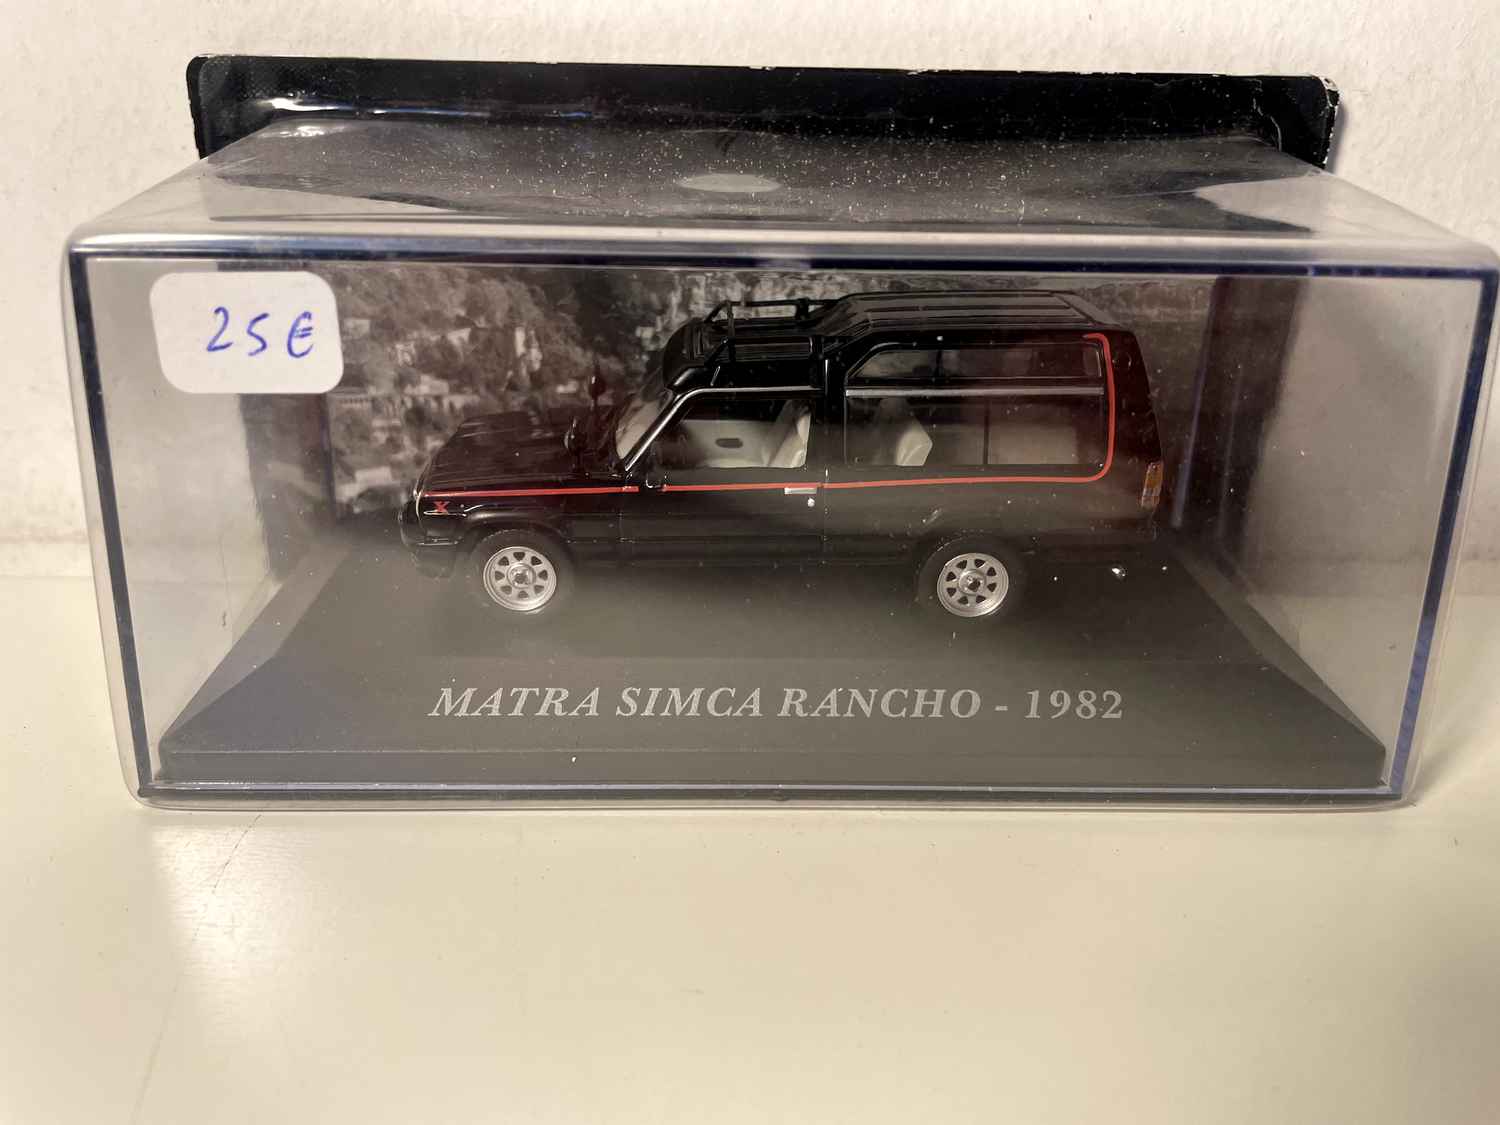 25€
X
MATRA SIMCA RANCHO - 1982